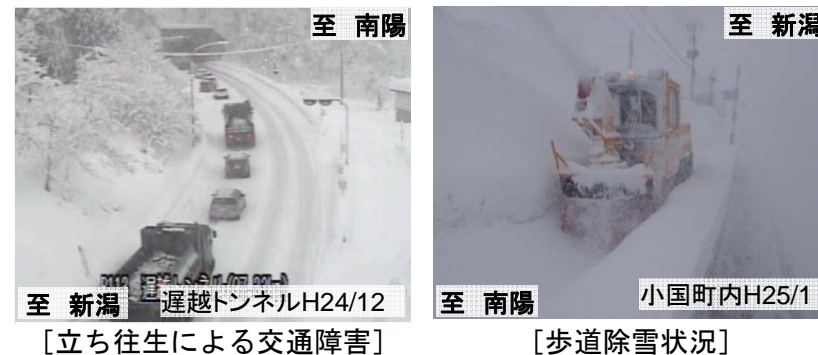 至 南陽
至 新潟
遅越トンネルH24/12
[立ち往生による交通障害]
至 新潟
至 南陽
小国町内H25/1
[歩道除雪状況]